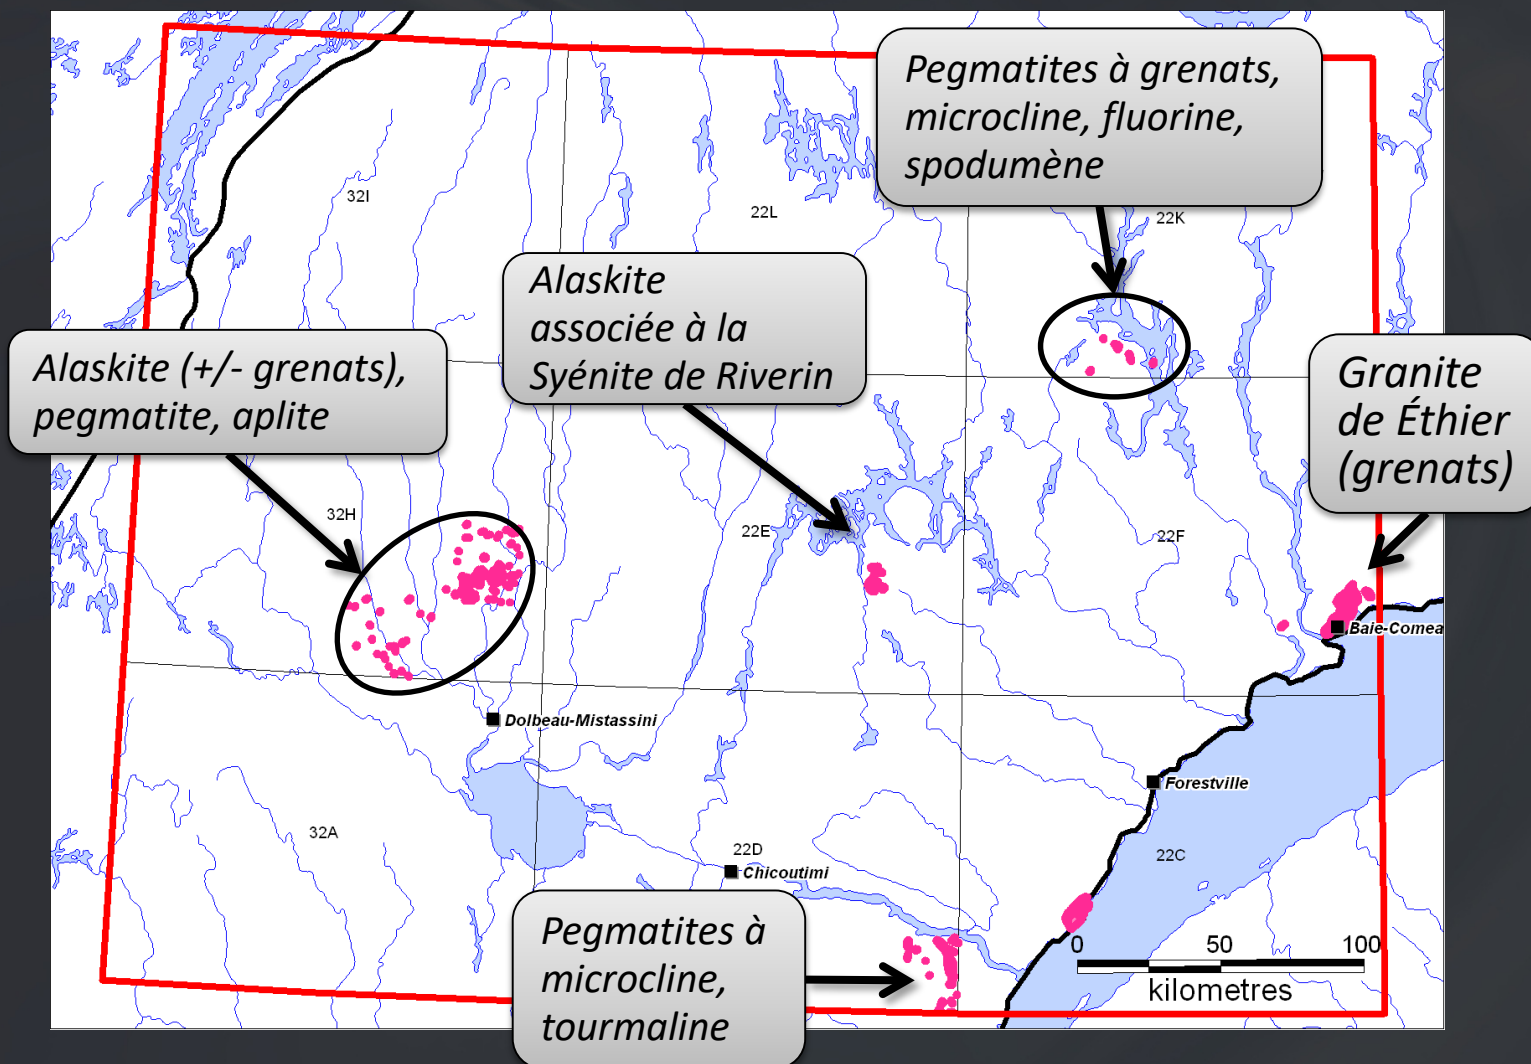 Pegmatites à grenats,
microcline, fluorine,
spodumène
32I
22L
22K
Alaskite
associée à la
Syénite de Riverin
Alaskite (+/- grenats),
pegmatite, aplite
Granite
de Éthier
(grenats)
32H
22E
22F
Baie-Comea
Dolbeau-Mistassini
Forestville
32A
22D
22C
Chicoutimi
Pegmatites à
microcline,
tourmaline
0 50 100
kilometres